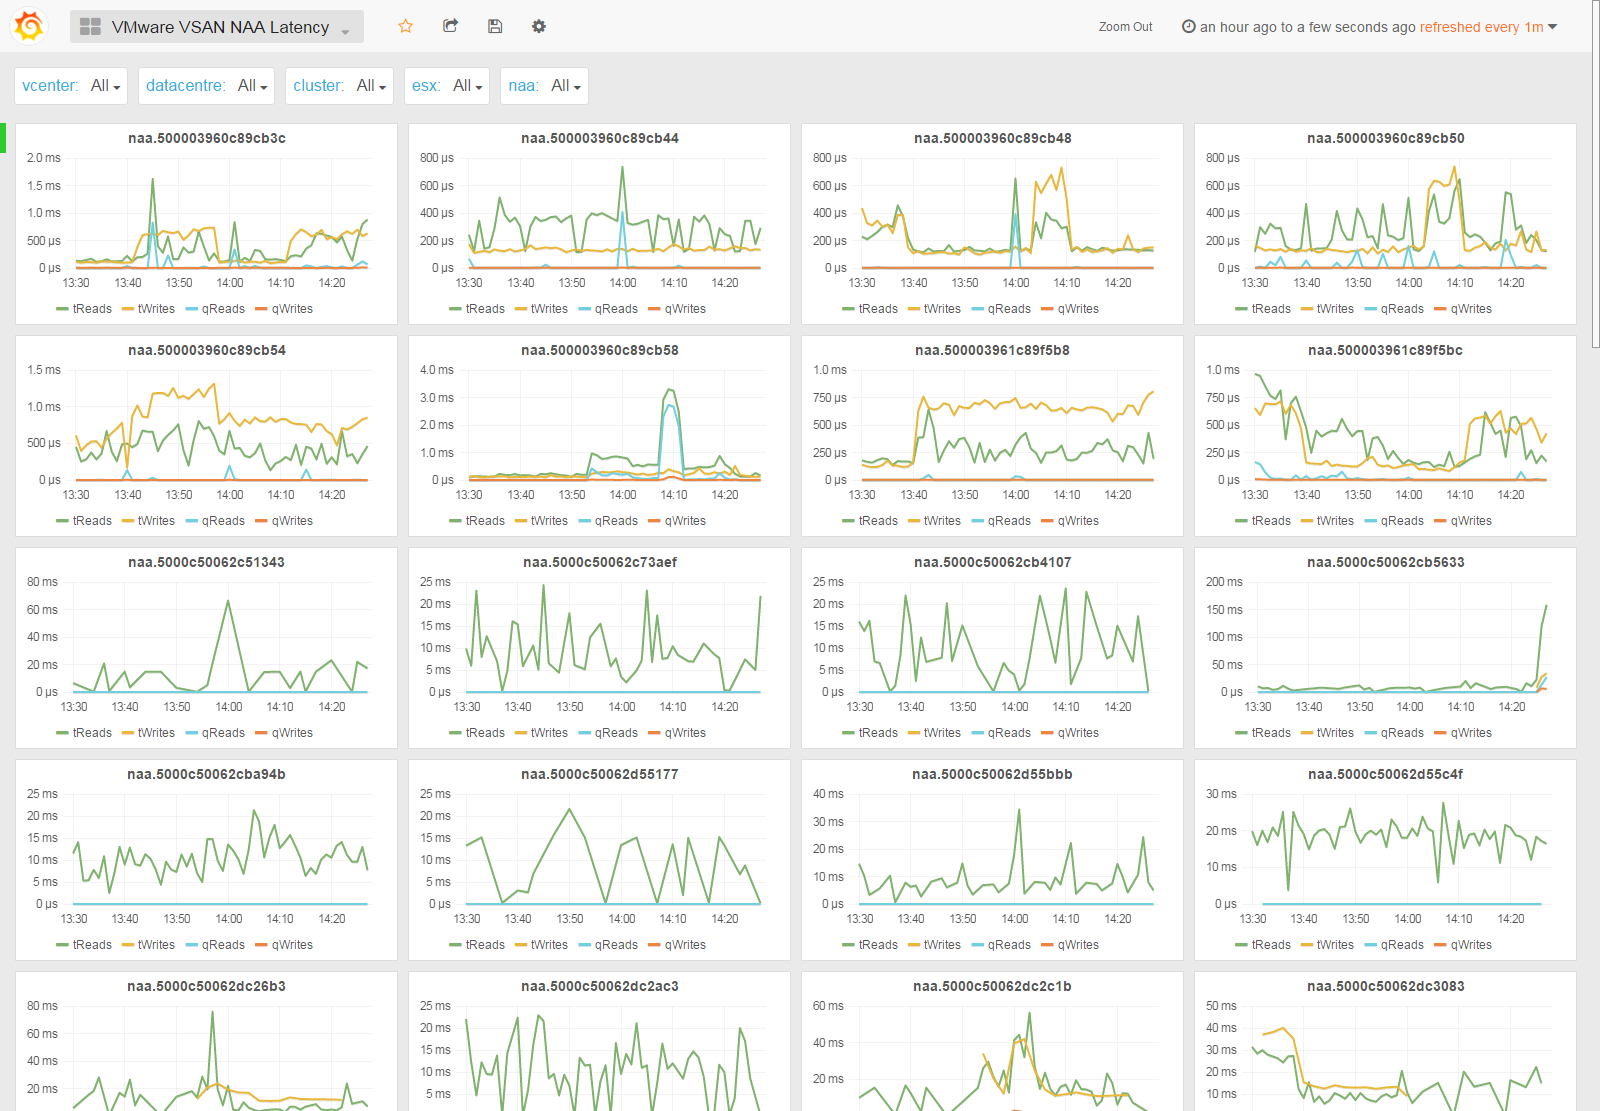 VMware VSAN NAA Latency
Zoom Out
an hour ago to a few seconds ago refreshed every 1m
vcenter: All datacentre: All cluster: All esx: All naa: All
naa.500003960c89cb3c
2.0 ms
1.5 ms
1.0 ms
500 µs
0 µs
13:30 13:40 13:50 14:00 14:10 14:20
tReads tWrites qReads qWrites
naa.500003960c89cb44
800 µs
600 µs
400 µs
200 µs
0 µs
13:30 13:40 13:50 14:00 14:10 14:20
tReads tWrites qReads qWrites
naa.500003960c89cb48
800 µs
600 µs
400 µs
200 µs
0 µs
13:30 13:40 13:50 14:00 14:10 14:20
tReads tWrites qReads qWrites
naa.500003960c89cb50
800 µs
600 µs
400 µs
200 µs
0 µs
13:30 13:40 13:50 14:00 14:10 14:20
tReads tWrites qReads qWrites
naa.500003960c89cb54
1.5 ms
1.0 ms
500 µs
0 µs
13:30 13:40 13:50 14:00 14:10 14:20
tReads tWrites qReads qWrites
naa.500003960c89cb58
4.0 ms
3.0 ms
2.0 ms
1.0 ms
0 µs
13:30 13:40 13:50 14:00 14:10 14:20
tReads tWrites qReads qWrites
naa.500003961c89f5b8
1.0 ms
750 µs
500 µs
250 µs
0 µs
13:30 13:40 13:50 14:00 14:10 14:20
tReads tWrites qReads qWrites
naa.500003961c89f5bc
1.0 ms
750 µs
500 µs
250 µs
0 µs
13:30 13:40 13:50 14:00 14:10 14:20
tReads tWrites qReads qWrites
naa.5000c50062c51343
80 ms
60 ms
40 ms
20 ms
0 µs
13:30 13:40 13:50 14:00 14:10 14:20
tReads tWrites qReads qWrites
naa.5000c50062c73aef
25 ms
20 ms
15 ms
10 ms
5 ms
0 µs
13:30 13:40 13:50 14:00 14:10 14:20
tReads tWrites qReads qWrites
naa.5000c50062cb4107
25 ms
20 ms
15 ms
10 ms
5 ms
0 µs
13:30 13:40 13:50 14:00 14:10 14:20
tReads tWrites qReads qWrites
naa.5000c50062cb5633
200 ms
150 ms
100 ms
50 ms
0 µs
13:30 13:40 13:50 14:00 14:10 14:20
tReads tWrites qReads qWrites
naa.5000c50062cba94b
25 ms
20 ms
15 ms
10 ms
5 ms
0 µs
13:30 13:40 13:50 14:00 14:10 14:20
tReads tWrites qReads qWrites
naa.5000c50062d55177
25 ms
20 ms
15 ms
10 ms
5 ms
0 µs
13:30 13:40 13:50 14:00 14:10 14:20
tReads tWrites qReads qWrites
naa.5000c50062d55bbb
40 ms
30 ms
20 ms
10 ms
0 µs
13:30 13:40 13:50 14:00 14:10 14:20
tReads tWrites qReads qWrites
naa.5000c50062d55c4f
30 ms
20 ms
10 ms
0 µs
13:30 13:40 13:50 14:00 14:10 14:20
tReads tWrites qReads qWrites
naa.5000c50062dc26b3
80 ms
60 ms
40 ms
20 ms
naa.5000c50062dc2ac3
25 ms
20 ms
15 ms
10 ms
5 ms
naa.5000c50062dc2c1b
60 ms
40 ms
20 ms
naa.5000c50062dc3083
50 ms
40 ms
30 ms
20 ms
10 ms